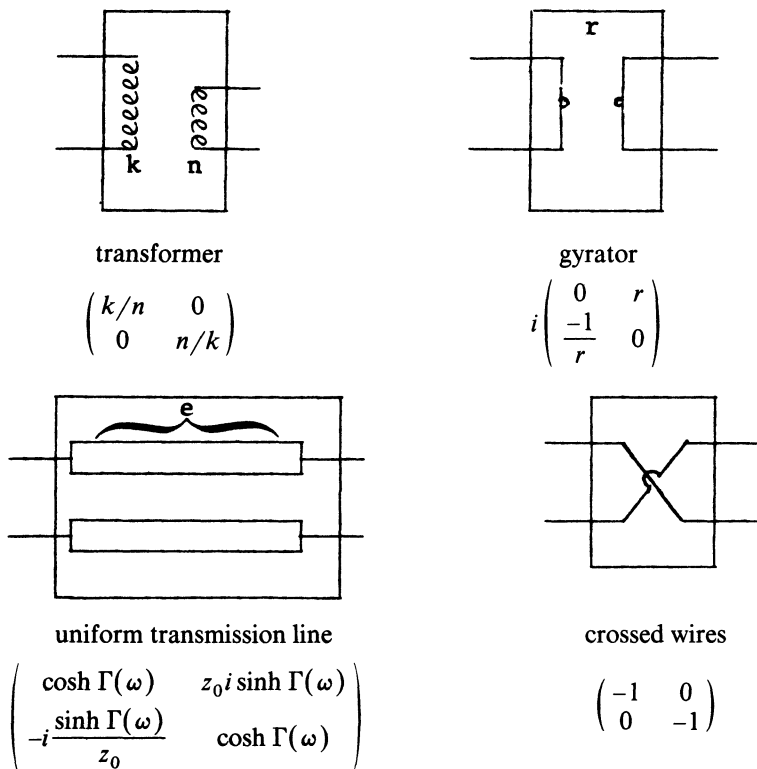 r
k n
transformer gyrator
( k/n 0 )
( 0 n/k )
i ( 0 r )
( -1/r 0 )
e
uniform transmission line crossed wires
( cosh Γ(ω) z₀ i sinh Γ(ω) )
( -i sinh Γ(ω)/z₀ cosh Γ(ω) )
( -1 0 )
( 0 -1 )